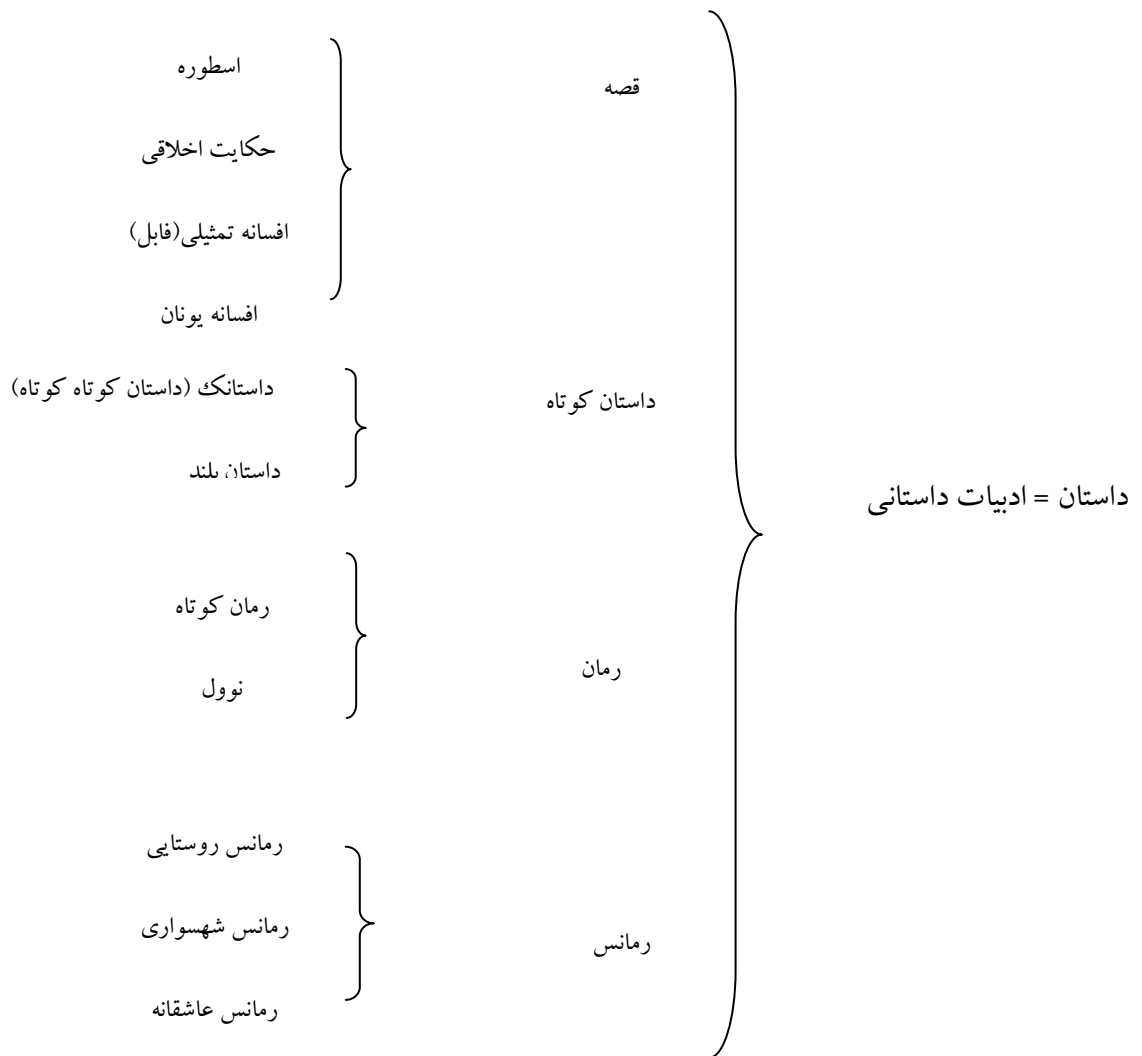 داستان = ادبیات داستانی
قصه
اسطوره
حکایت اخلاقی
افسانه تمثیلی(فابل)
افسانه یونان
داستان کوتاه
داستانک (داستان کوتاه کوتاه)
داستان بلند
رمان
رمان کوتاه
نوول
رمانس
رمانس روستایی
رمانس شهسواری
رمانس عاشقانه